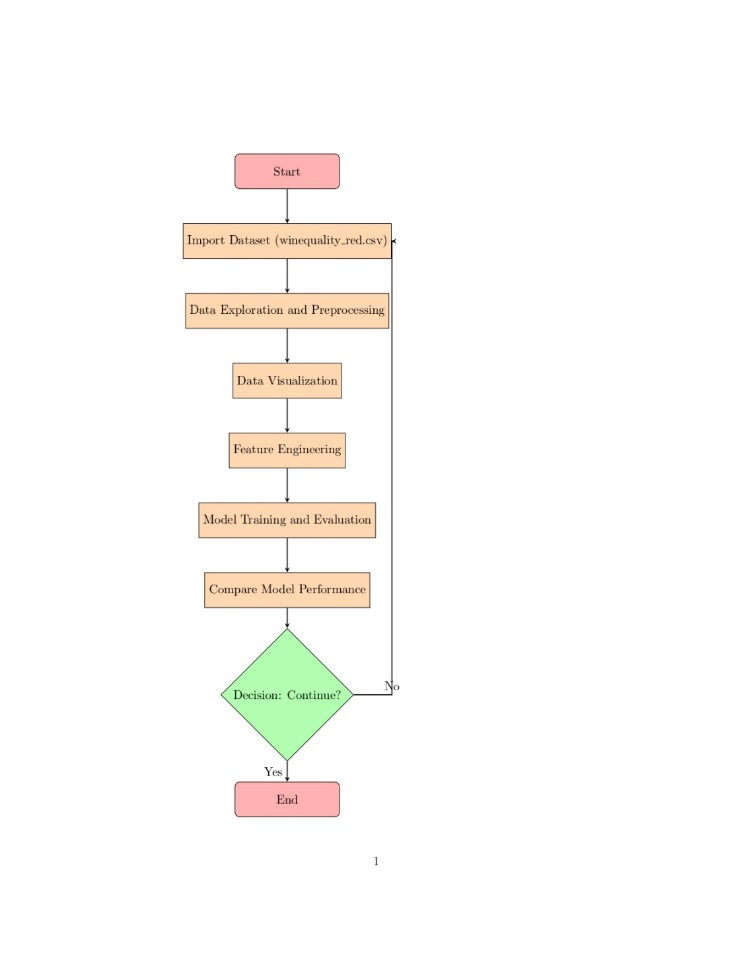 Start
Import Dataset (winequality_red.csv)
Data Exploration and Preprocessing
Data Visualization
Feature Engineering
Model Training and Evaluation
Compare Model Performance
No
Decision: Continue?
Yes
End
1